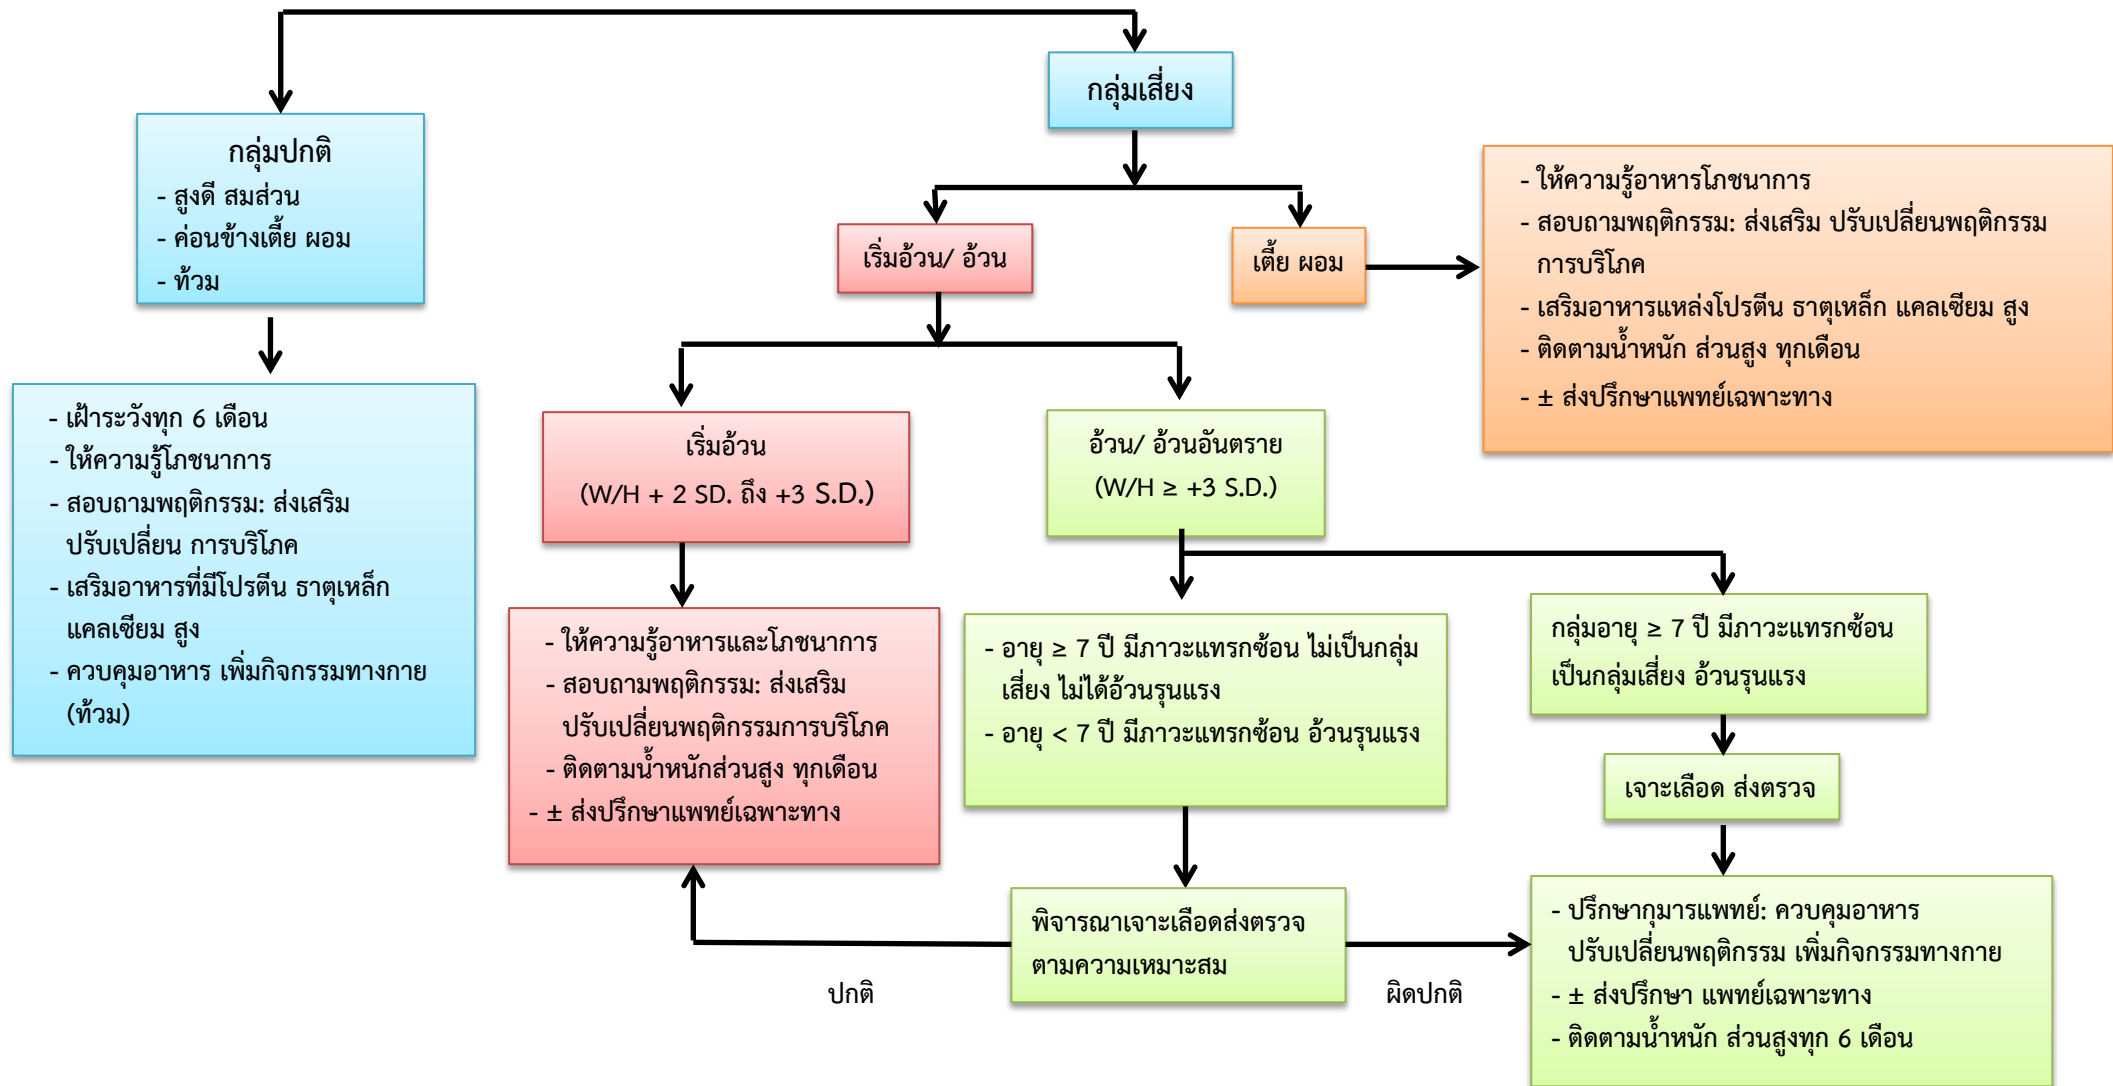 กลุ่มเสี่ยง
กลุ่มปกติ
- สูงดี สมส่วน
- ค่อนข้างเตี้ย ผอม
- ท้วม
เริ่มอ้วน/ อ้วน
เตี้ย ผอม
- ให้ความรู้อาหารโภชนาการ
- สอบถามพฤติกรรม: ส่งเสริม ปรับเปลี่ยนพฤติกรรม
การบริโภค
- เสริมอาหารแหล่งโปรตีน ธาตุเหล็ก แคลเซียม สูง
- ติดตามน้ำหนัก ส่วนสูง ทุกเดือน
- ± ส่งปรึกษาแพทย์เฉพาะทาง
- เฝ้าระวังทุก 6 เดือน
- ให้ความรู้โภชนาการ
- สอบถามพฤติกรรม: ส่งเสริม
ปรับเปลี่ยน การบริโภค
- เสริมอาหารที่มีโปรตีน ธาตุเหล็ก
แคลเซียม สูง
- ควบคุมอาหาร เพิ่มกิจกรรมทางกาย
(ท้วม)
เริ่มอ้วน
(W/H + 2 SD. ถึง +3 S.D.)
อ้วน/ อ้วนอันตราย
(W/H ≥ +3 S.D.)
- ให้ความรู้อาหารและโภชนาการ
- สอบถามพฤติกรรม: ส่งเสริม
ปรับเปลี่ยนพฤติกรรมการบริโภค
- ติดตามน้ำหนักส่วนสูง ทุกเดือน
- ± ส่งปรึกษาแพทย์เฉพาะทาง
- อายุ ≥ 7 ปี มีภาวะแทรกซ้อน ไม่เป็นกลุ่ม
เสี่ยง ไม่ได้อ้วนรุนแรง
- อายุ < 7 ปี มีภาวะแทรกซ้อน อ้วนรุนแรง
กลุ่มอายุ ≥ 7 ปี มีภาวะแทรกซ้อน
เป็นกลุ่มเสี่ยง อ้วนรุนแรง
เจาะเลือด ส่งตรวจ
พิจารณาเจาะเลือดส่งตรวจ
ตามความเหมาะสม
ปกติ
ผิดปกติ
- ปรึกษากุมารแพทย์: ควบคุมอาหาร
ปรับเปลี่ยนพฤติกรรม เพิ่มกิจกรรมทางกาย
- ± ส่งปรึกษา แพทย์เฉพาะทาง
- ติดตามน้ำหนัก ส่วนสูงทุก 6 เดือน